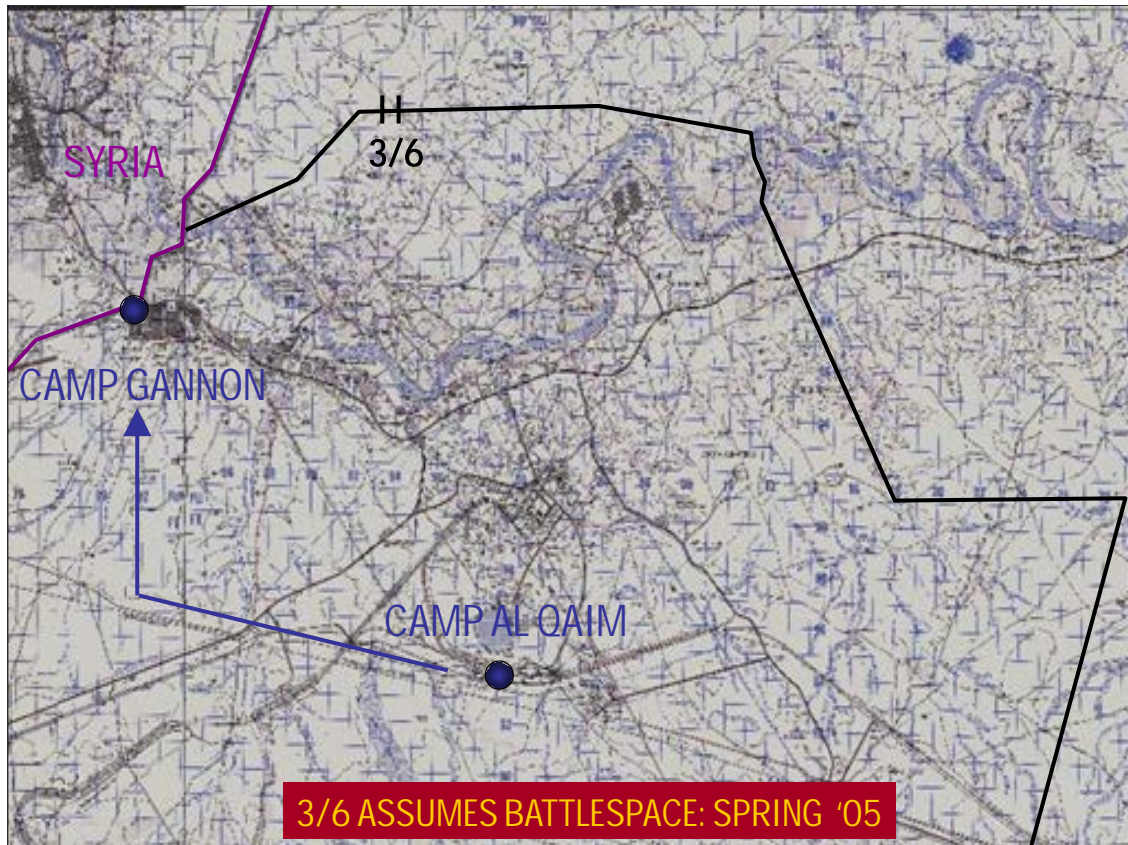 SYRIA
3/6
CAMP GANNON
CAMP AL QAIM
3/6 ASSUMES BATTLESPACE: SPRING ‘05